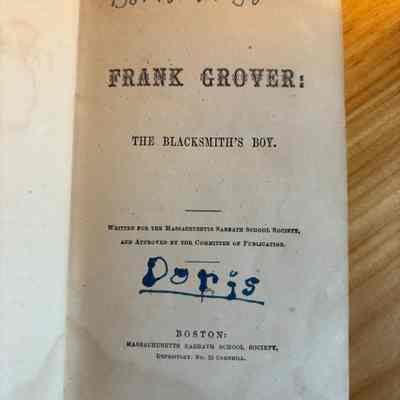 FRANK GROVER:
THE BLACKSMITH'S BOY.
WRITTEN FOR THE MASSACHUSETTS SABBATH SCHOOL SOCIETY,
AND APPROVED BY THE COMMITTEE OF PUBLICATION.
Doris
BOSTON:
MASSACHUSETTS SABBATH SCHOOL SOCIETY,
DEPOSITORY, NO. 13 CORNHILL.